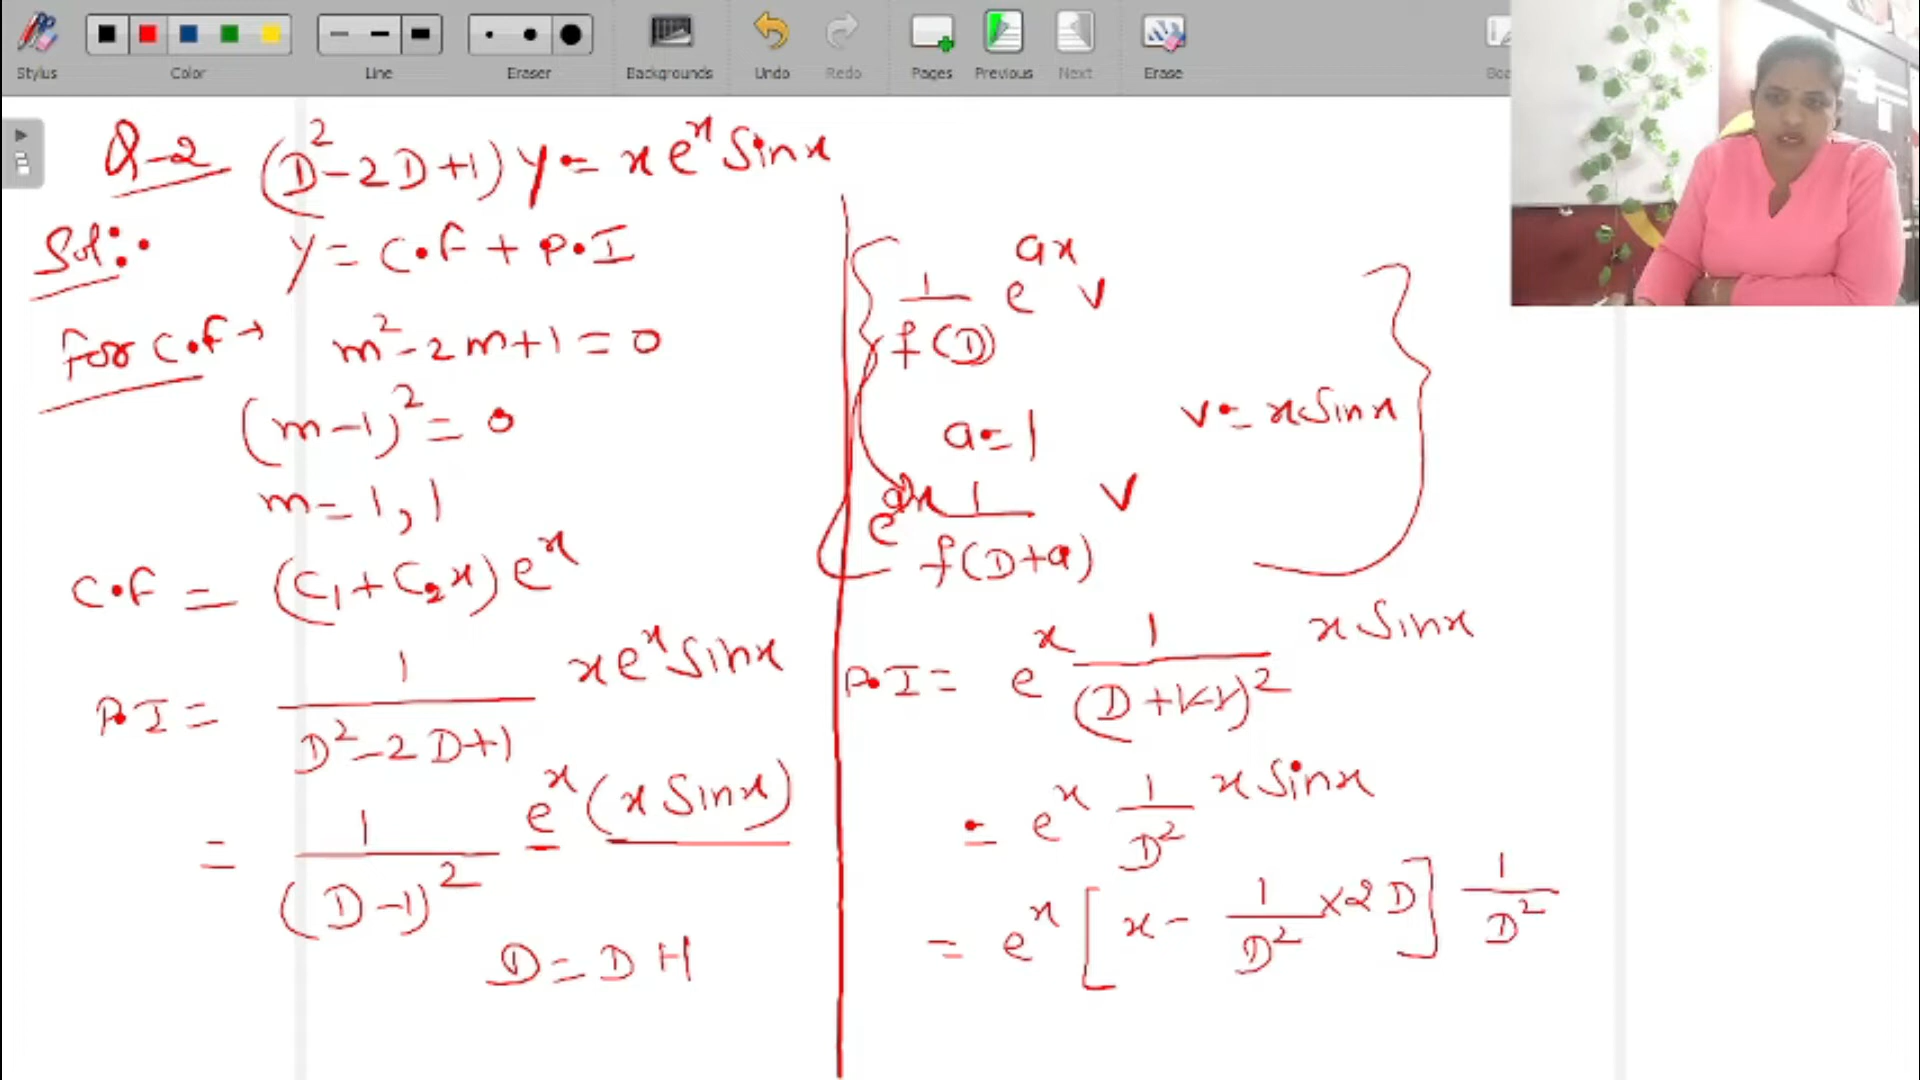 Stylus Color Line Eraser Backgrounds Undo Redo Pages Previous Next Erase
Q-2 (D²-2D+1)y = xeˣ Sinx
Sol:. y = C.F + P.I
For C.F → m²-2m+1=0
(m-1)² = 0
m=1,1
C.F = (C₁+C₂x)eˣ
P.I = 1/(D²-2D+1) xeˣ Sinx
= 1/(D-1)² eˣ(x Sinx)
D=D+1
1/f(D) eᵃˣ v
a=1 v = x Sinx
eᵃˣ 1/f(D+a) v
P.I = eˣ 1/(D+1-1)² x Sinx
= eˣ 1/D² x Sinx
= eˣ [x - 1/D² ×2D] 1/D²